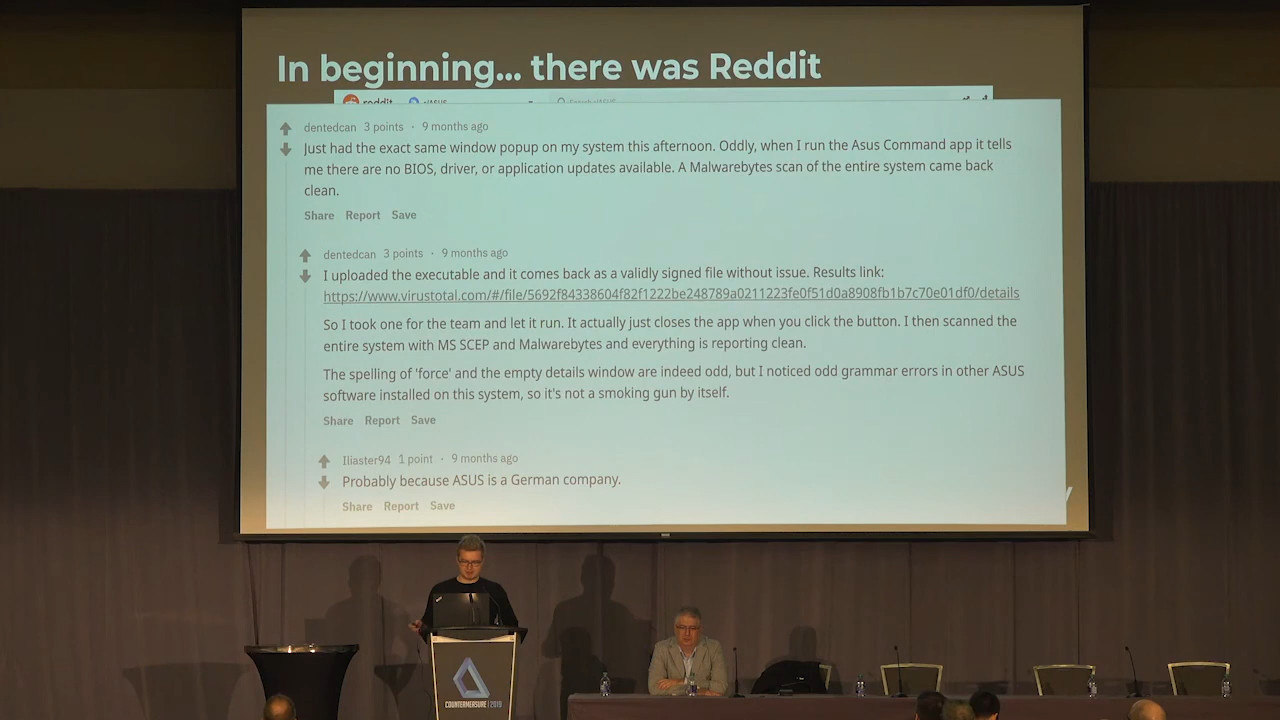 In beginning... there was Reddit
reddit
r/ASUS
Search r/ASUS
dentedcan 3 points · 9 months ago
Just had the exact same window popup on my system this afternoon. Oddly, when I run the Asus Command app it tells
me there are no BIOS, driver, or application updates available. A Malwarebytes scan of the entire system came back
clean.
Share Report Save
dentedcan 3 points · 9 months ago
I uploaded the executable and it comes back as a validly signed file without issue. Results link:
https://www.virustotal.com/#/file/5692f84338604f82f1222be248789a0211223fe0f51d0a8908fb1b7c70e01df0/details
So I took one for the team and let it run. It actually just closes the app when you click the button. I then scanned the
entire system with MS SCEP and Malwarebytes and everything is reporting clean.
The spelling of 'force' and the empty details window are indeed odd, but I noticed odd grammar errors in other ASUS
software installed on this system, so it's not a smoking gun by itself.
Share Report Save
Iliaster94 1 point · 9 months ago
Probably because ASUS is a German company.
Share Report Save
COUNTERMEASURE | 2019